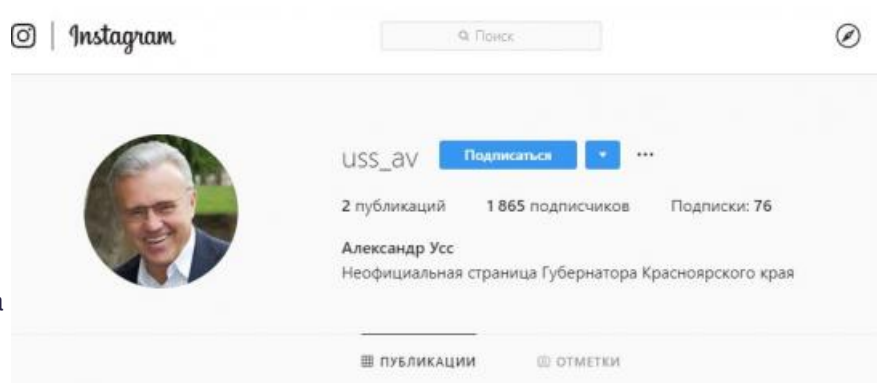 Instagram
Поиск
uss_av Подписаться ...
2 публикаций 1 865 подписчиков Подписки: 76
Александр Усс
Неофициальная страница Губернатора Красноярского края
ПУБЛИКАЦИИ ОТМЕТКИ